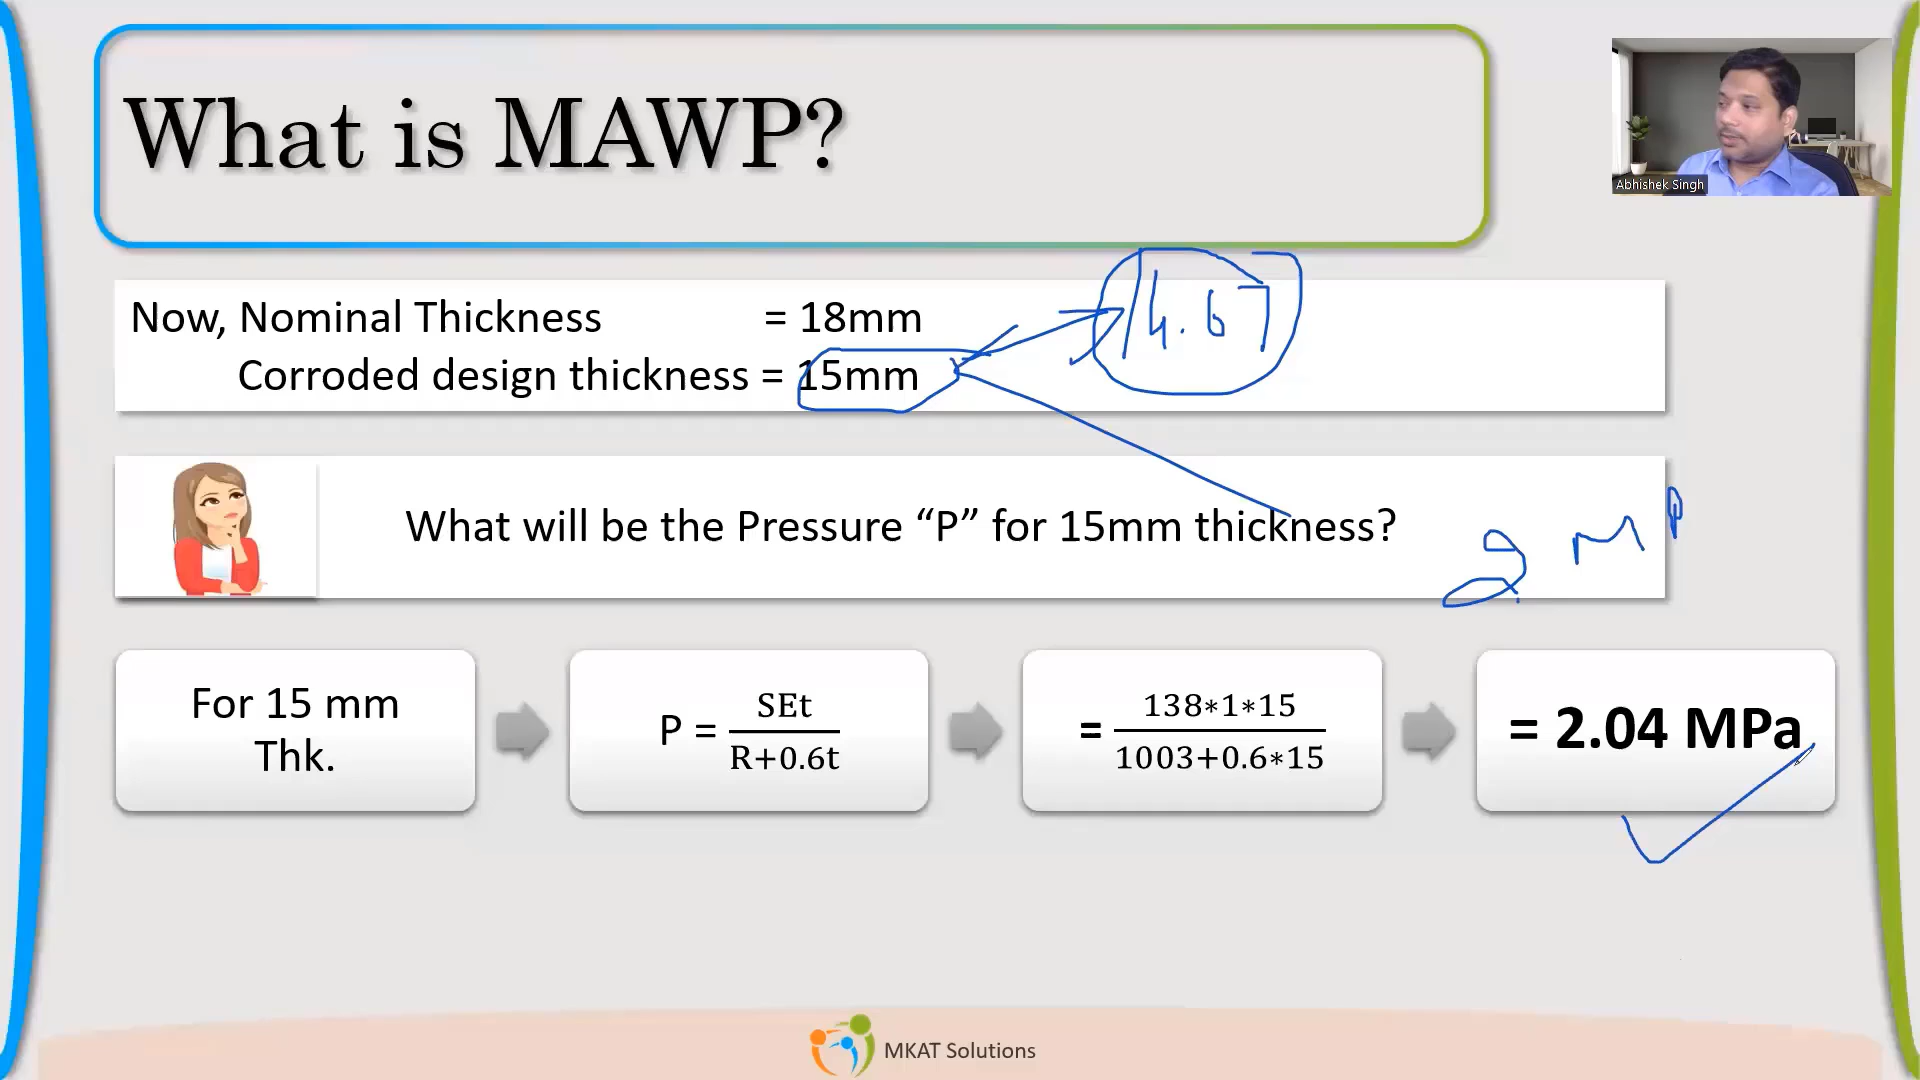 What is MAWP?
Abhishek Singh
Now, Nominal Thickness = 18mm
14.67
Corroded design thickness = 15mm
What will be the Pressure “P” for 15mm thickness?
2 MP
For 15 mm
Thk.
P = SEt
R+0.6t
= 138*1*15
1003+0.6*15
= 2.04 MPa
MKAT Solutions